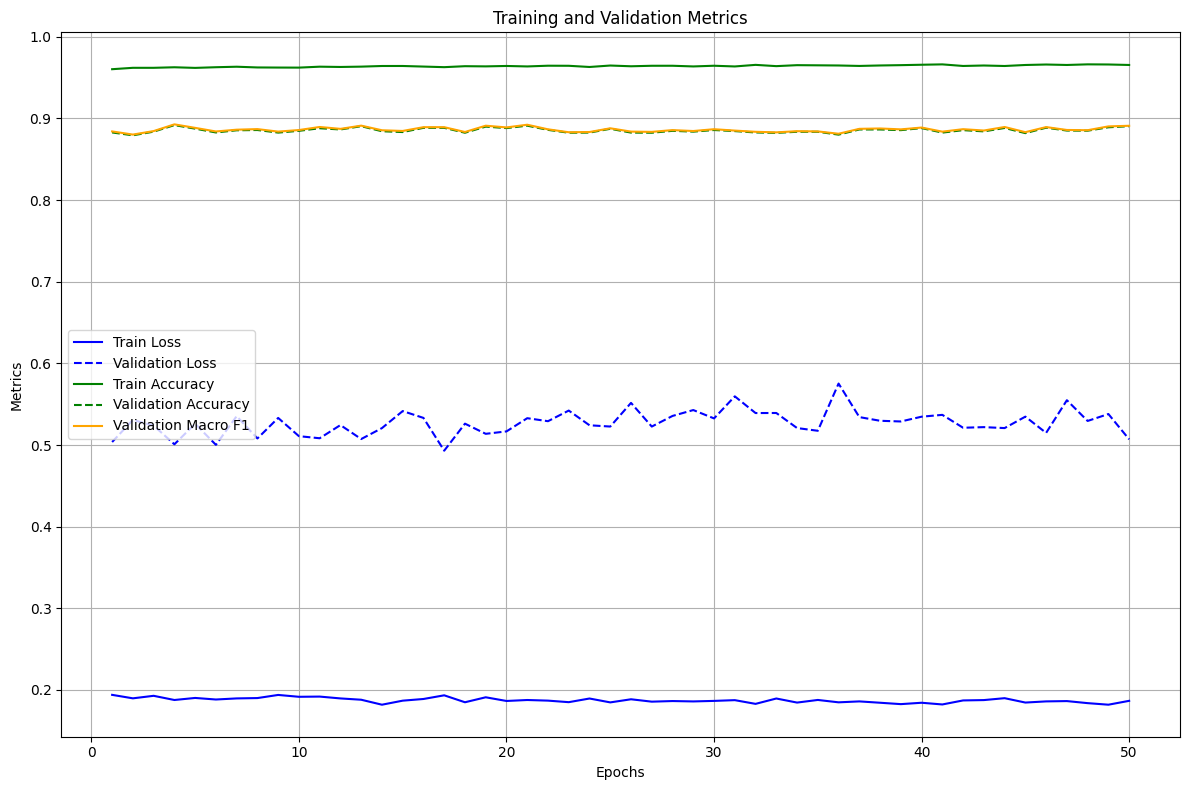 Training and Validation Metrics
1.0
0.9
0.8
0.7
0.6
0.5
0.4
0.3
0.2
Metrics
Train Loss
Validation Loss
Train Accuracy
Validation Accuracy
Validation Macro F1
0 10 20 30 40 50
Epochs